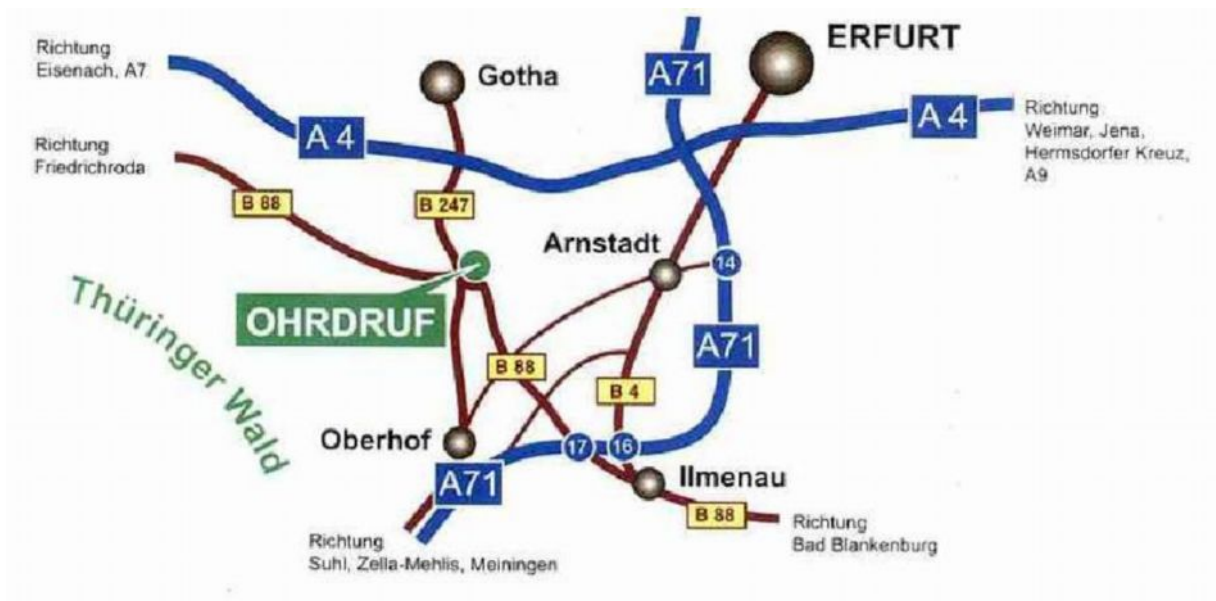 ERFURT
Richtung
Eisenach, A7
Gotha
A71
A 4
A 4
Richtung
Weimar, Jena,
Hermsdorfer Kreuz,
A9
Richtung
Friedrichroda
B 88
B 247
Arnstadt
14
Thüringer Wald
OHRDRUF
A71
B 88
B 4
Oberhof
17
16
A71
Ilmenau
B 88
Richtung
Bad Blankenburg
Richtung
Suhl, Zella-Mehlis, Meiningen